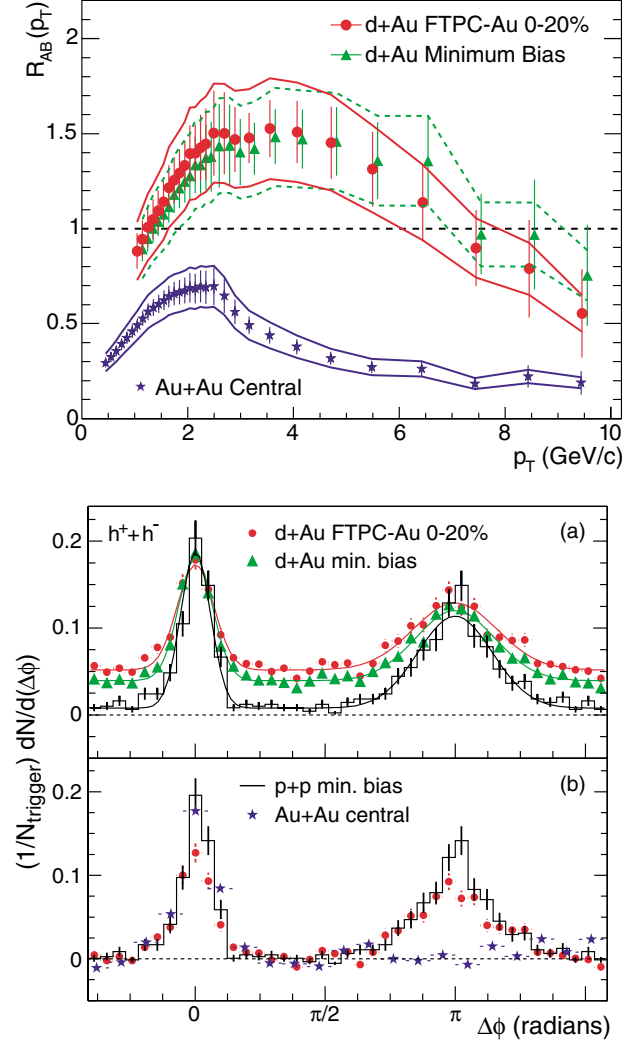 R_AB(p_T)
2
1.5
1
0.5
0
d+Au FTPC-Au 0-20%
d+Au Minimum Bias
Au+Au Central
0 2 4 6 8 10
p_T (GeV/c)
(1/N_trigger) dN/d(Δϕ)
h⁺+h⁻
d+Au FTPC-Au 0-20%
(a)
d+Au min. bias
0.2
0.1
0
p+p min. bias
(b)
Au+Au central
0.2
0.1
0
0 π/2 π
Δϕ (radians)